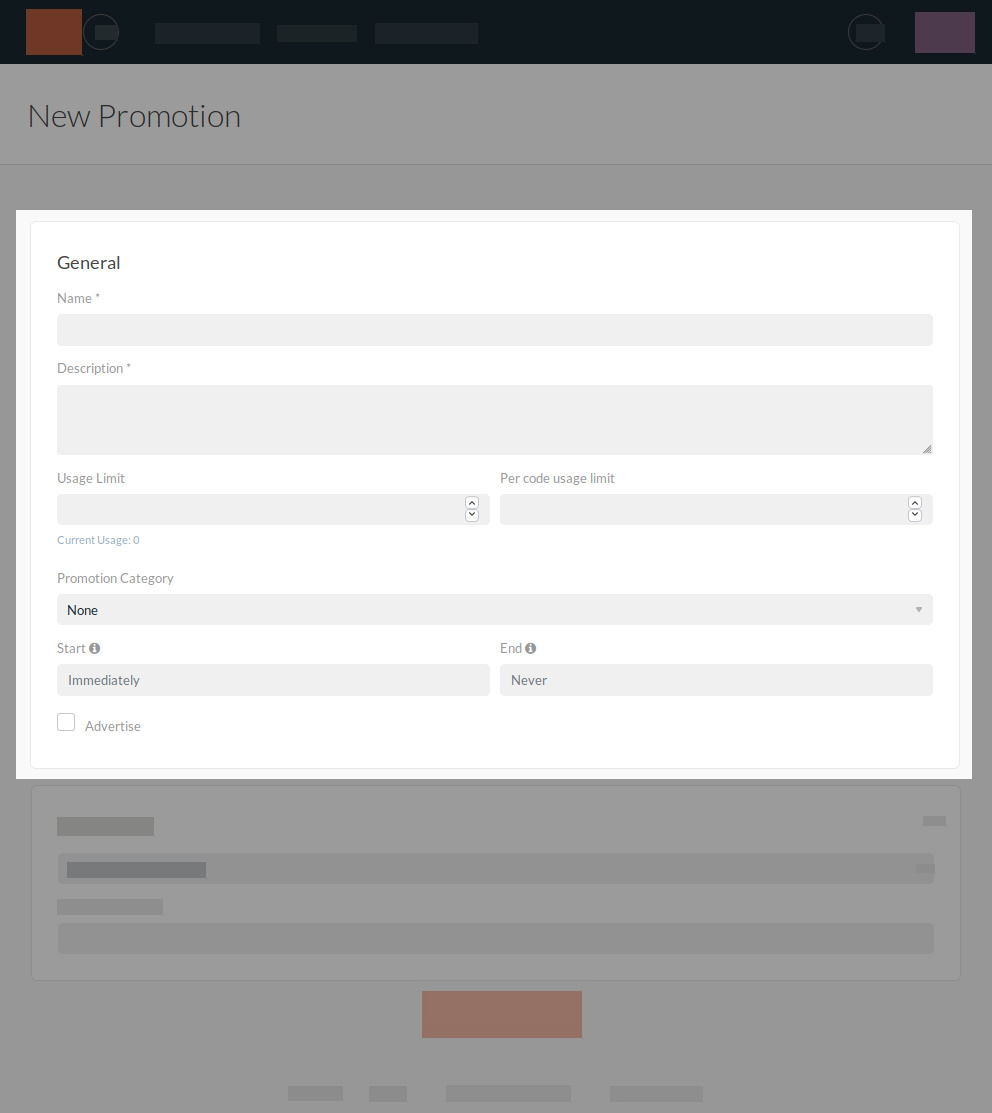 New Promotion
General
Name *
Description *
Usage Limit
Per code usage limit
Current Usage: 0
Promotion Category
None
Start
End
Immediately
Never
Advertise